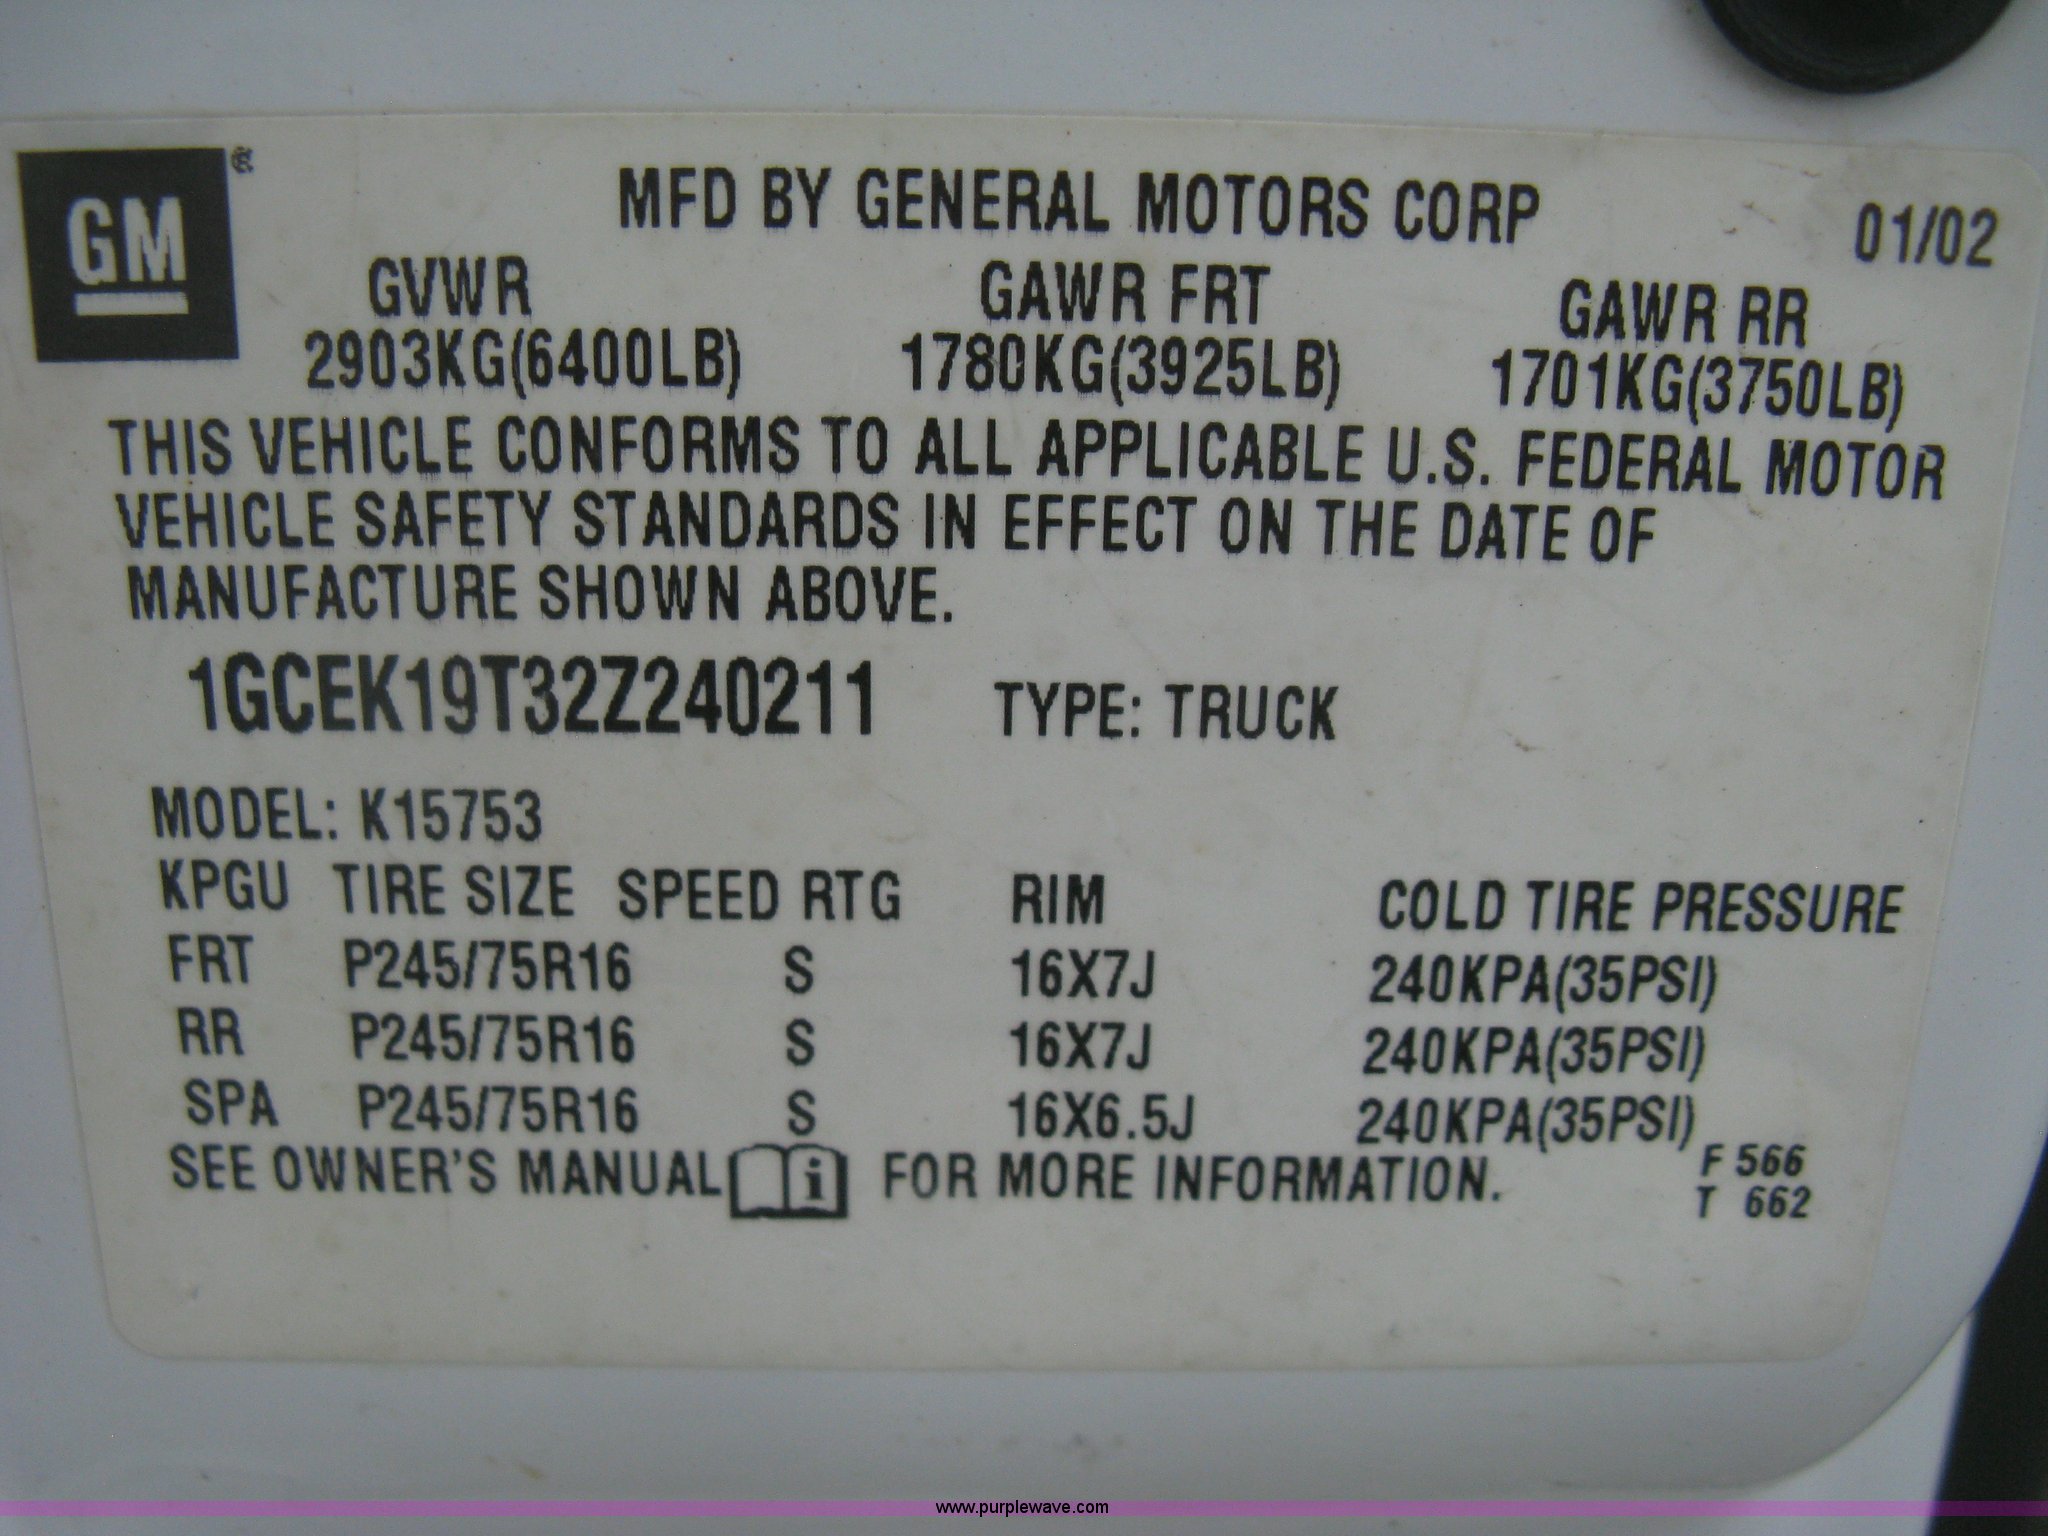 GM®
MFD BY GENERAL MOTORS CORP 01/02
GVWR GAWR FRT GAWR RR
2903KG(6400LB) 1780KG(3925LB) 1701KG(3750LB)
THIS VEHICLE CONFORMS TO ALL APPLICABLE U.S. FEDERAL MOTOR
VEHICLE SAFETY STANDARDS IN EFFECT ON THE DATE OF
MANUFACTURE SHOWN ABOVE.
1GCEK19T32Z240211 TYPE: TRUCK
MODEL: K15753
KPGU TIRE SIZE SPEED RTG RIM COLD TIRE PRESSURE
FRT P245/75R16 S 16X7J 240KPA(35PSI)
RR P245/75R16 S 16X7J 240KPA(35PSI)
SPA P245/75R16 S 16X6.5J 240KPA(35PSI)
SEE OWNER'S MANUAL i FOR MORE INFORMATION. F 566
T 662
www.purplewave.com